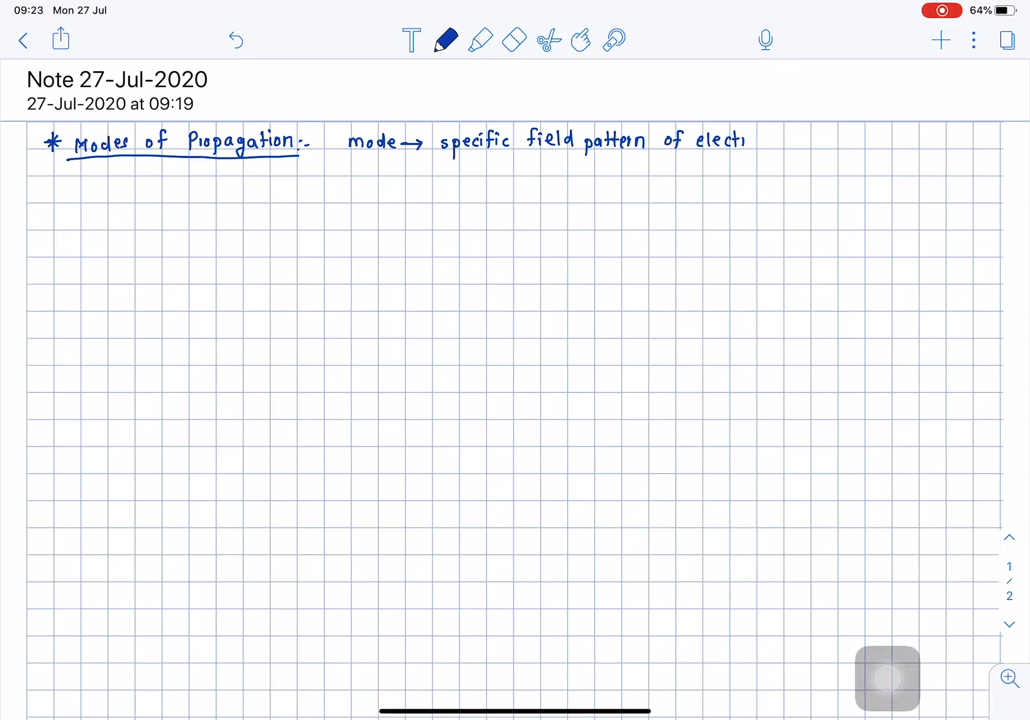 09:23 Mon 27 Jul
64%
T
Note 27-Jul-2020
27-Jul-2020 at 09:19
* Modes of Propagation:- mode → specific field pattern of electr
1
/
2